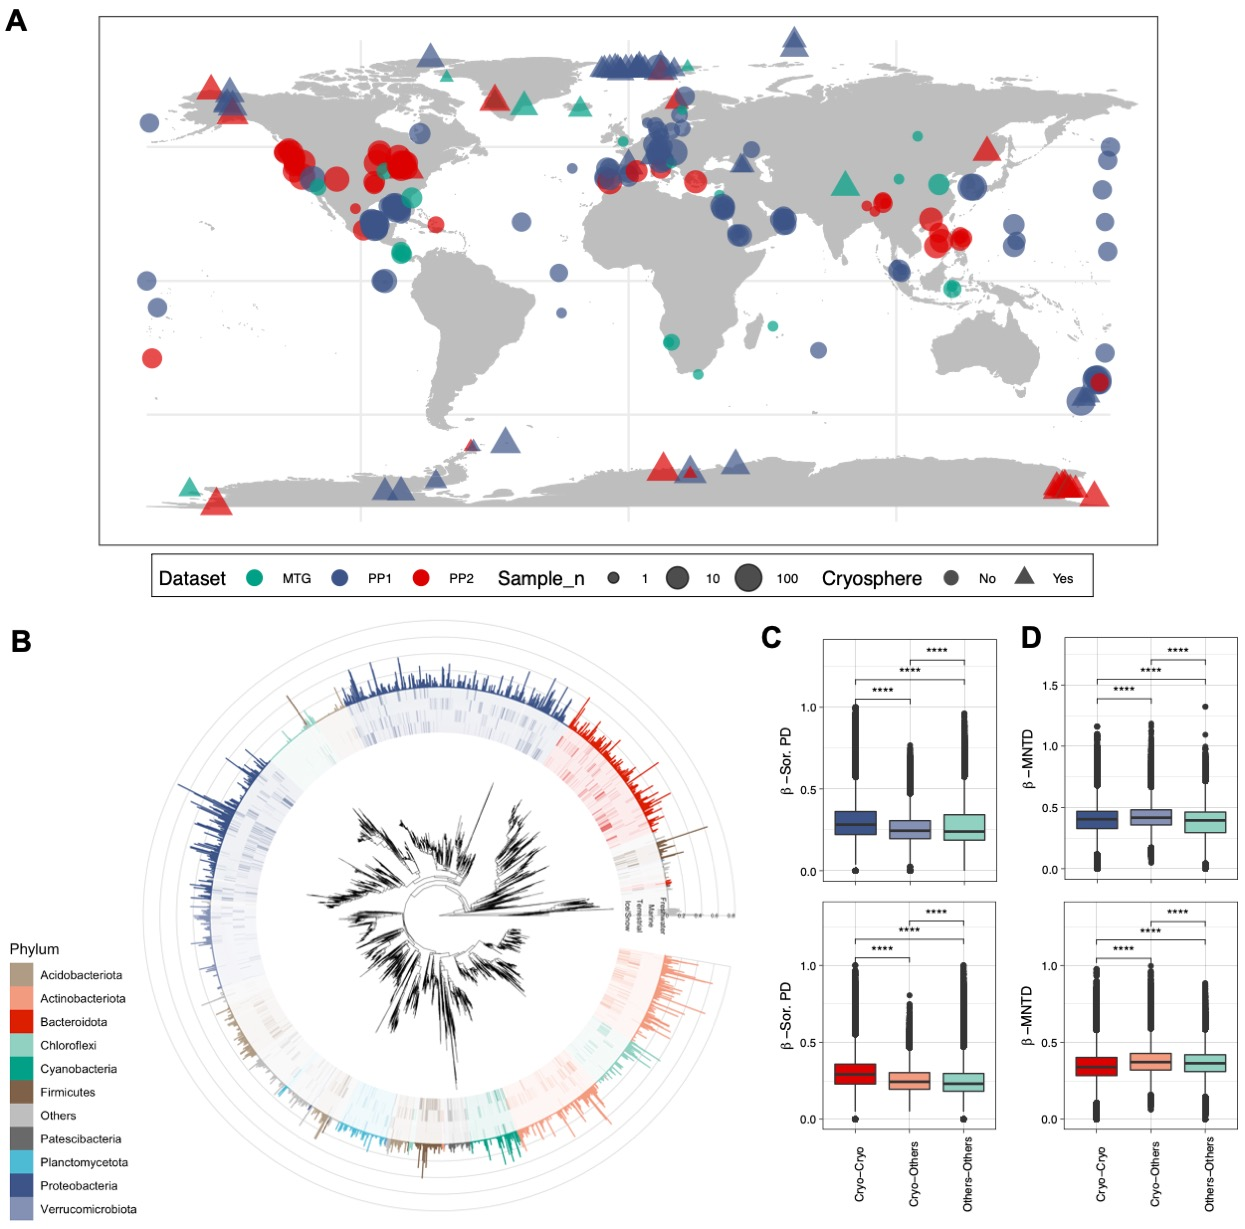 A
Dataset MTG PP1 PP2 Sample_n 1 10 100 Cryosphere No Yes
B
Freshwater
Marine
Terrestrial
Ice/Snow
Phylum
Acidobacteriota
Actinobacteriota
Bacteroidota
Chloroflexi
Cyanobacteria
Firmicutes
Others
Patescibacteria
Planctomycetota
Proteobacteria
Verrucomicrobiota
C
β −Sor. PD
1.0
0.5
0.0
****
****
****
β −Sor. PD
1.0
0.5
0.0
****
****
****
Cryo−Cryo
Cryo−Others
Others−Others
D
β −MNTD
1.5
1.0
0.5
0.0
****
****
****
β −MNTD
1.0
0.5
0.0
****
****
****
Cryo−Cryo
Cryo−Others
Others−Others